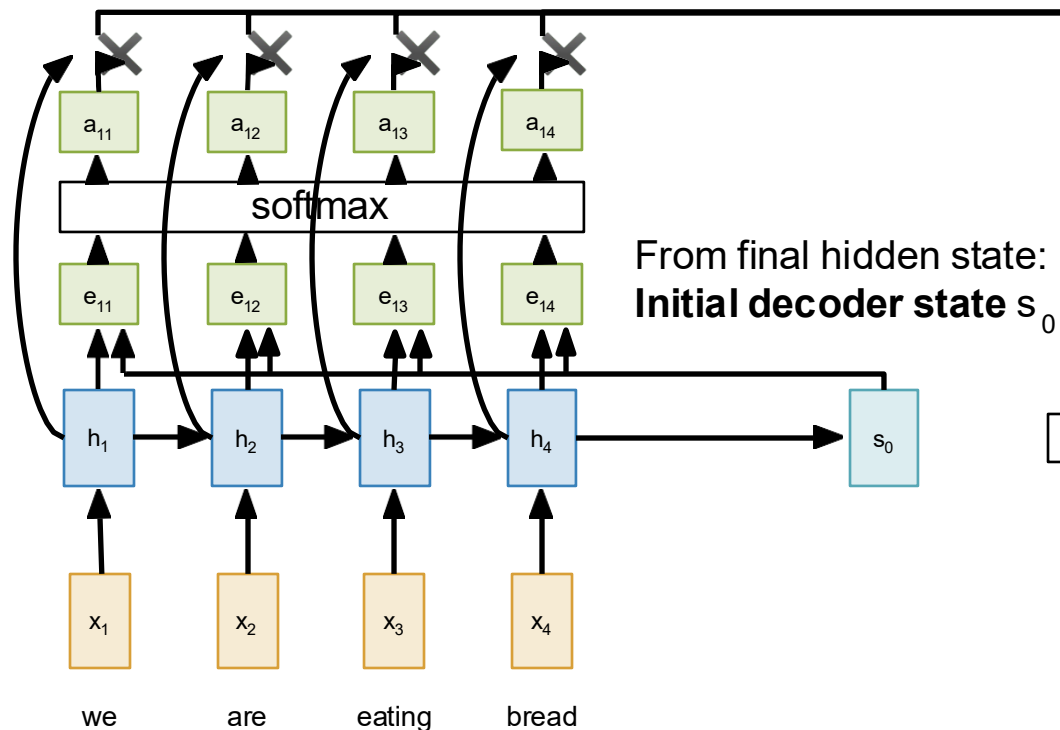 a11 a12 a13 a14
softmax
e11 e12 e13 e14
From final hidden state:
Initial decoder state s0
h1 h2 h3 h4 s0
x1 x2 x3 x4
we are eating bread